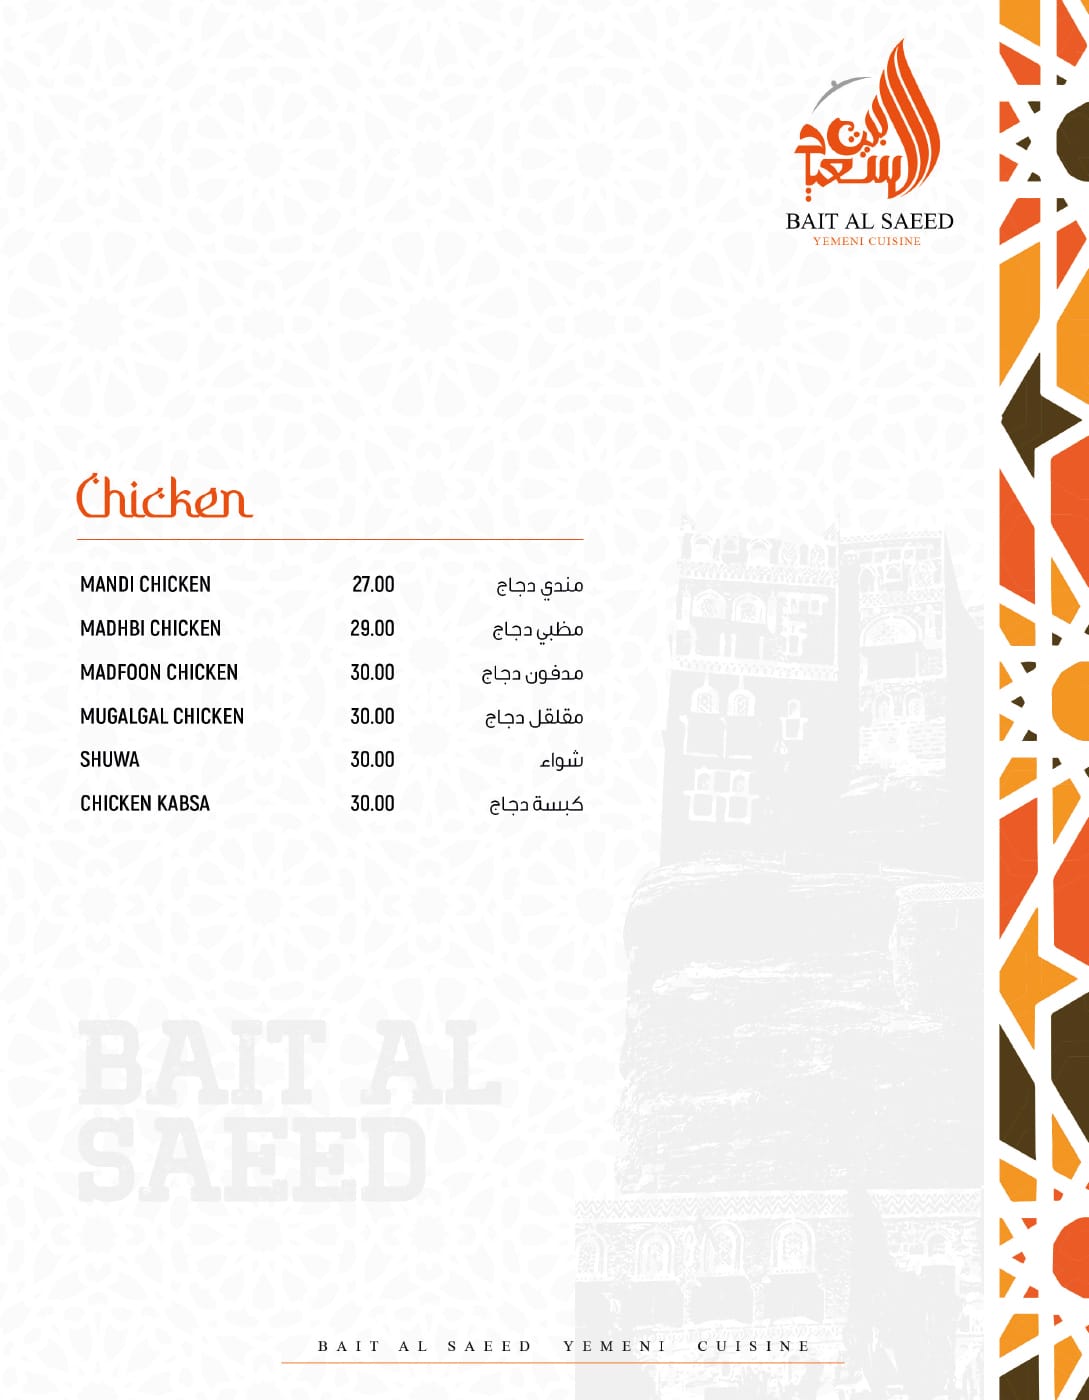 البيت السعيد
BAIT AL SAEED
YEMENI CUISINE
Chicken
MANDI CHICKEN 27.00 مندي دجاج
MADHBI CHICKEN 29.00 مظبي دجاج
MADFOON CHICKEN 30.00 مدفون دجاج
MUGALGAL CHICKEN 30.00 مقلقل دجاج
SHUWA 30.00 شواء
CHICKEN KABSA 30.00 كبسة دجاج
BAIT AL
SAEED
BAIT AL SAEED YEMENI CUISINE